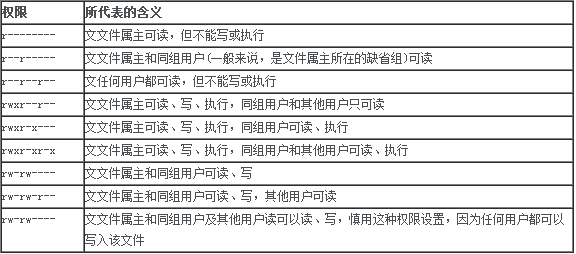 权限 所代表的含义
r-------- 文文件属主可读，但不能写或执行
r--r----- 文文件属主和同组用户(一般来说，是文件属主所在的缺省组)可读
r--r--r-- 文任何用户都可读，但不能写或执行
rwxr--r-- 文文件属主可读、写、执行，同组用户和其他用户只可读
rwxr-x--- 文文件属主可读、写、执行，同组用户可读、执行
rwxr-xr-x 文文件属主可读、写、执行，同组用户和其他用户可读、执行
rw-rw---- 文文件属主和同组用户可读、写
rw-rw-r-- 文文件属主和同组用户可读、写，其他用户可读
rw-rw---- 文文件属主和同组用户及其他用户读可以读、写，慎用这种权限设置，因为任何用户都可以
写入该文件